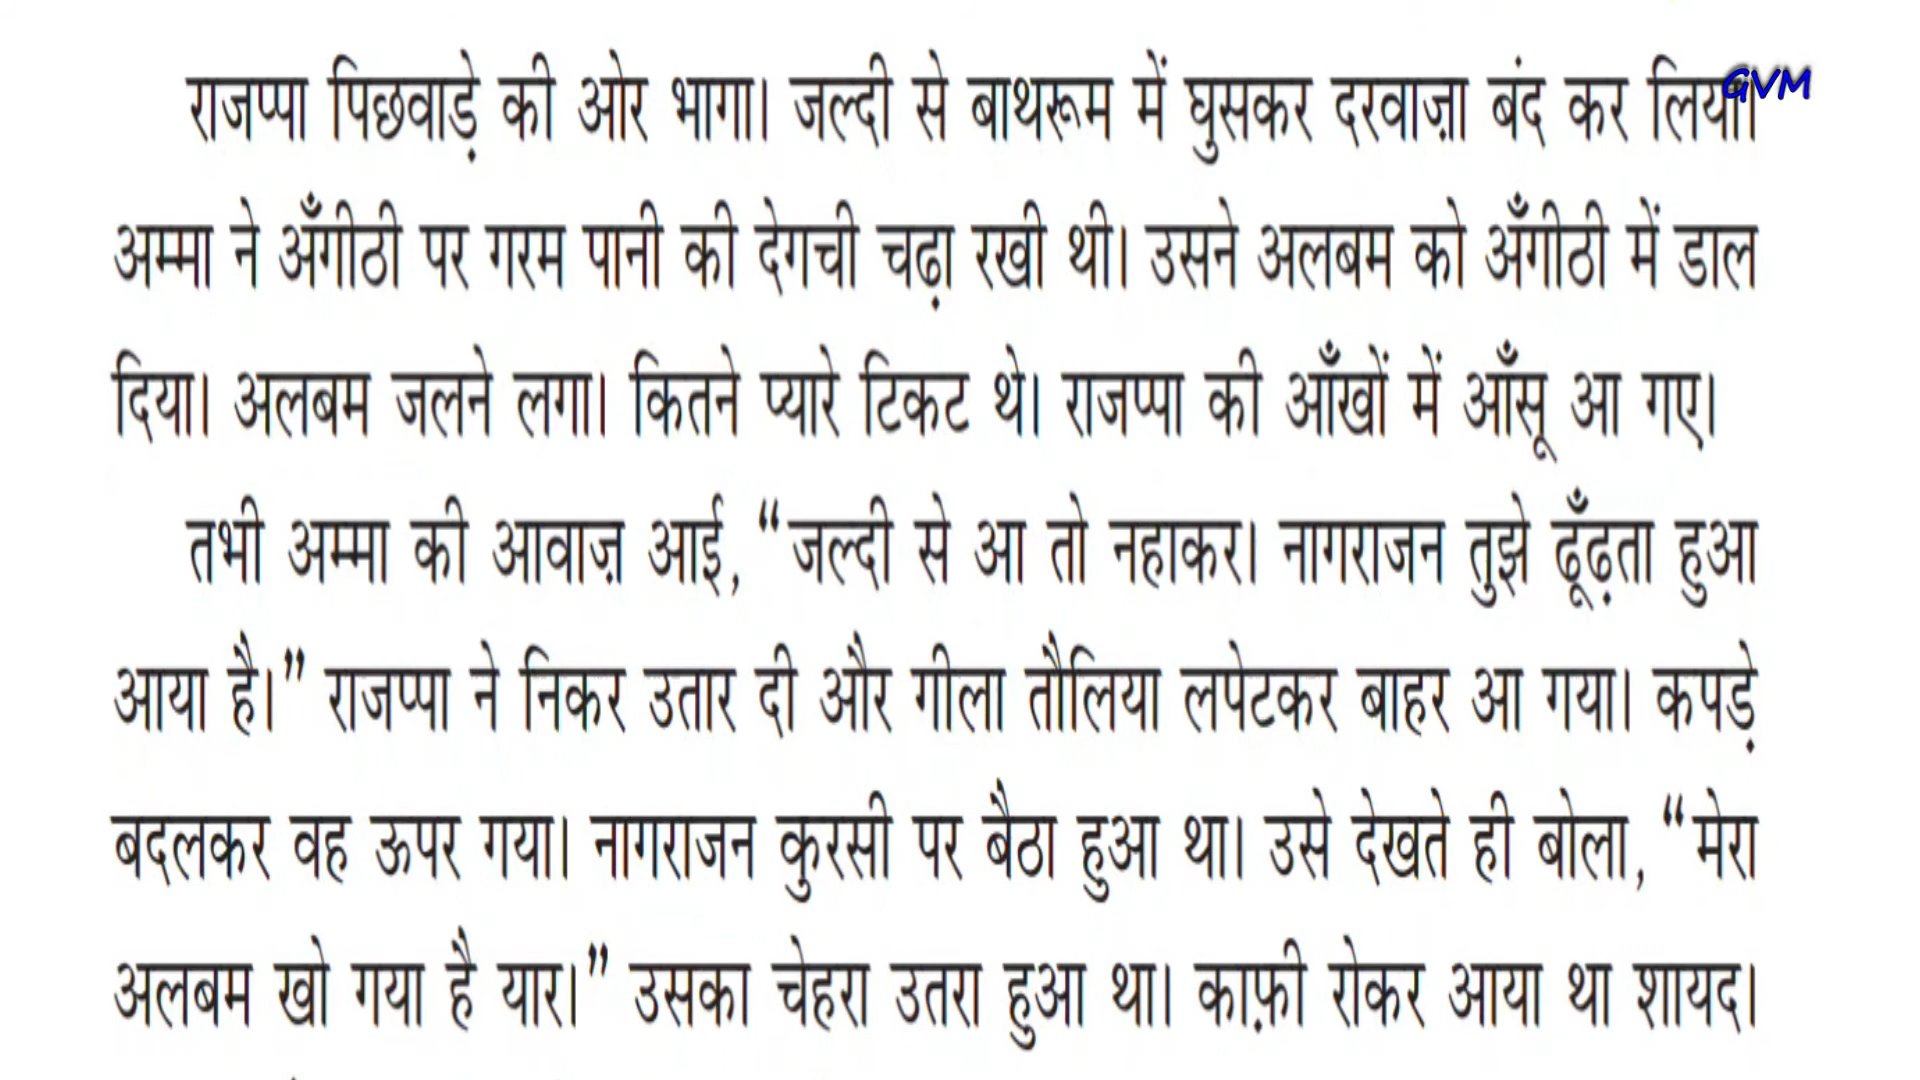 राजप्पा पिछवाड़े की ओर भागा। जल्दी से बाथरूम में घुसकर दरवाज़ा बंद कर लिया।
GVM
अम्मा ने अँगीठी पर गरम पानी की देगची चढ़ा रखी थी। उसने अलबम को अँगीठी में डाल
दिया। अलबम जलने लगा। कितने प्यारे टिकट थे। राजप्पा की आँखों में आँसू आ गए।
तभी अम्मा की आवाज़ आई, “जल्दी से आ तो नहाकर। नागराजन तुझे ढूँढ़ता हुआ
आया है।” राजप्पा ने निकर उतार दी और गीला तौलिया लपेटकर बाहर आ गया। कपड़े
बदलकर वह ऊपर गया। नागराजन कुरसी पर बैठा हुआ था। उसे देखते ही बोला, “मेरा
अलबम खो गया है यार।” उसका चेहरा उतरा हुआ था। काफ़ी रोकर आया था शायद।